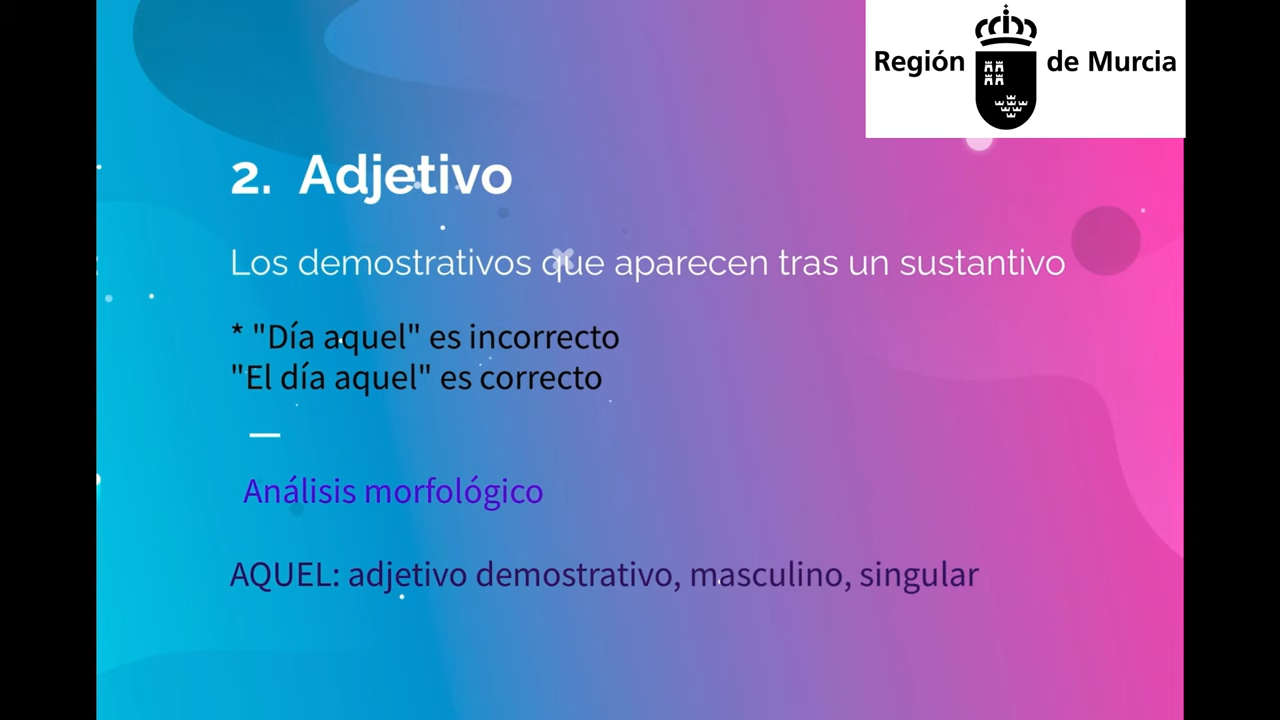 Región de Murcia
2. Adjetivo
Los demostrativos que aparecen tras un sustantivo
* "Día aquel" es incorrecto
"El día aquel" es correcto
Análisis morfológico
AQUEL: adjetivo demostrativo, masculino, singular